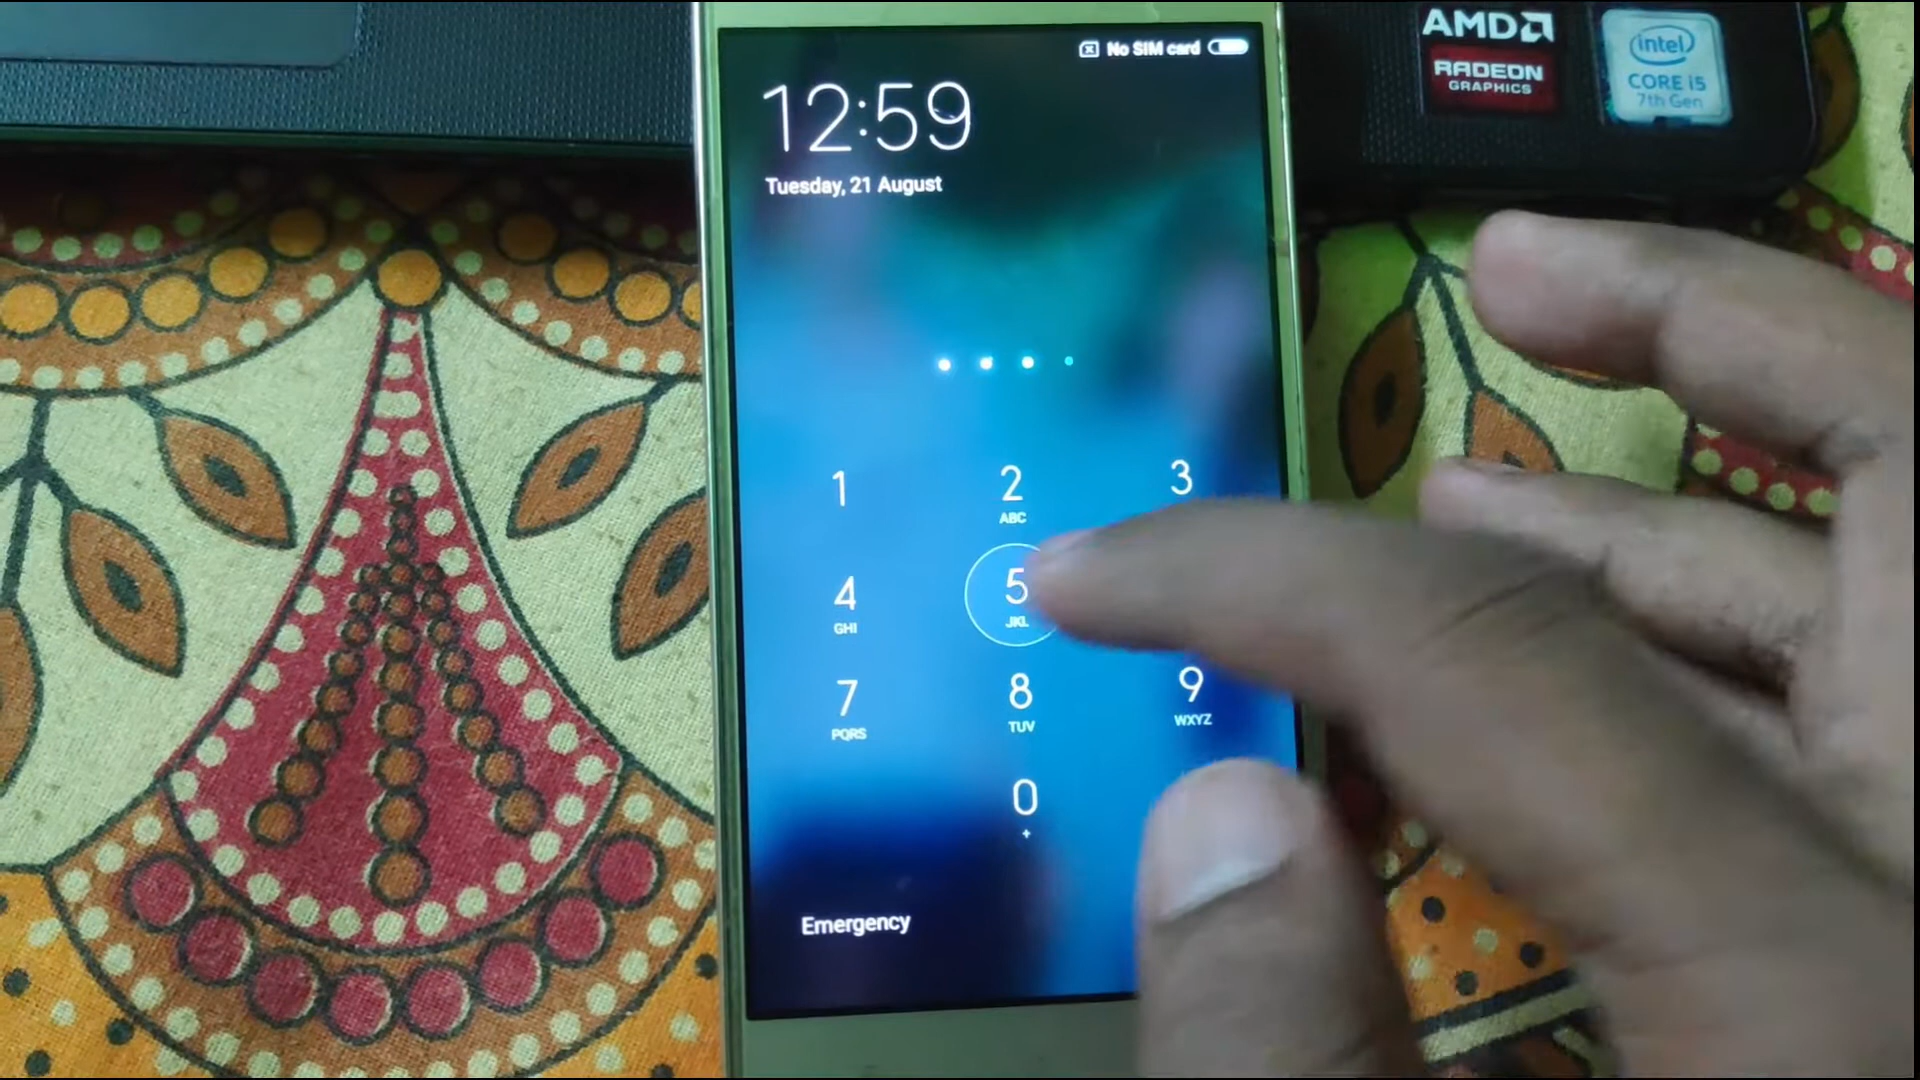 No SIM card
12:59
Tuesday, 21 August
1
2
ABC
3
4
GHI
5
JKL
7
PQRS
8
TUV
9
WXYZ
0
+
Emergency
AMD
RADEON
GRAPHICS
intel
CORE i5
7th Gen